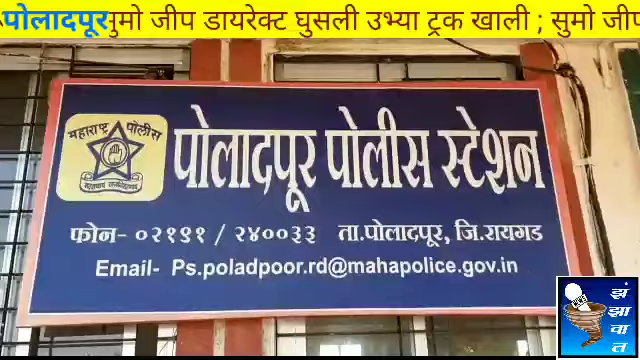 पोलादपूर सुमो जीप डायरेक्ट घुसली उभ्या ट्रक खाली ; सुमो जीप
महाराष्ट्र पोलीस
पोलादपूर पोलीस स्टेशन
फोन- ०२१९१ / २४००३३ ता.पोलादपूर, जि.रायगड
Email- Ps.poladpoor.rd@mahapolice.gov.in
झंझावात